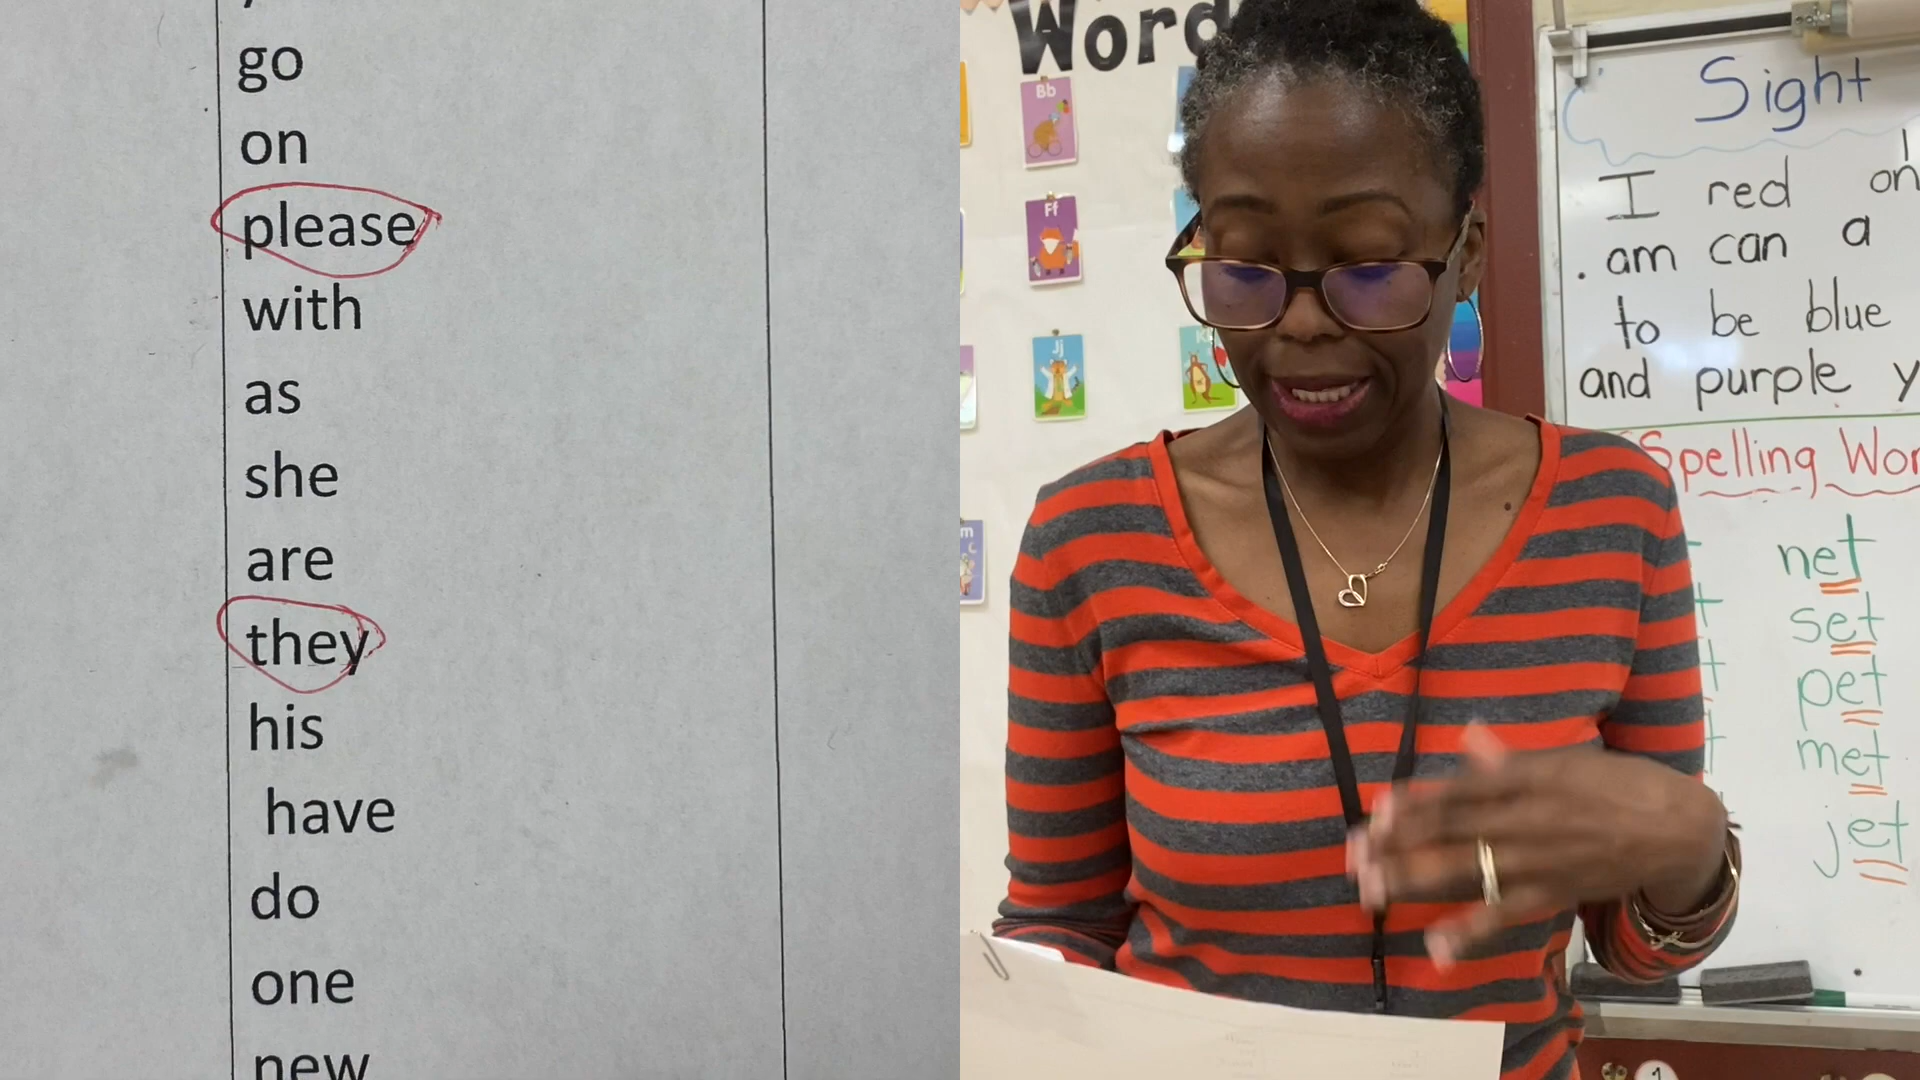 go
on
please
with
as
she
are
they
his
have
do
one
new
Word
Bb
Ff
Jj
m
Sight
I red on
. am can a
to be blue
and purple y
Spelling Wor
net
set
pet
met
jet
1